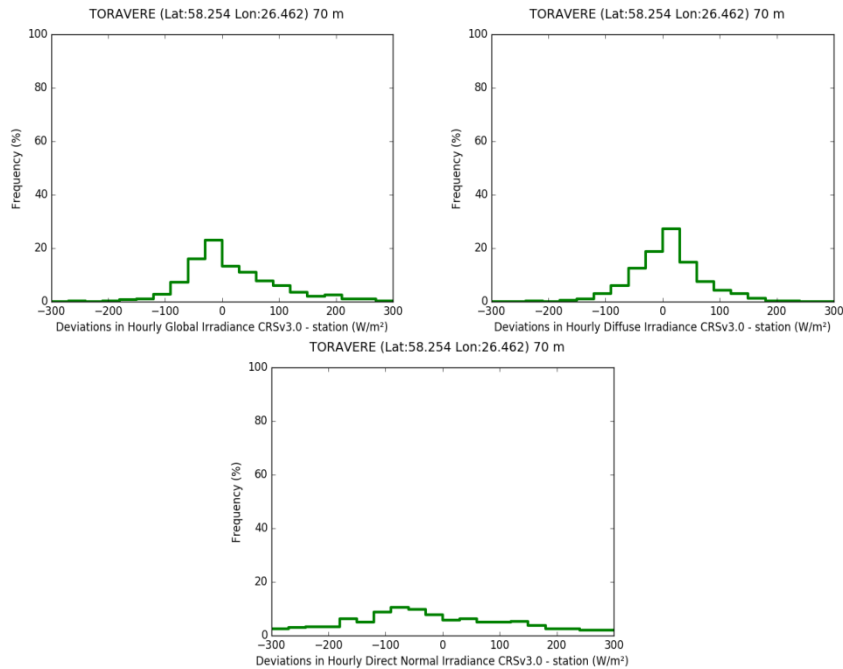 TORAVERE (Lat:58.254 Lon:26.462) 70 m
100
80
60
40
20
0
Frequency (%)
−300 −200 −100 0 100 200 300
Deviations in Hourly Global Irradiance CRSv3.0 - station (W/m²)
TORAVERE (Lat:58.254 Lon:26.462) 70 m
100
80
60
40
20
0
Frequency (%)
−300 −200 −100 0 100 200 300
Deviations in Hourly Diffuse Irradiance CRSv3.0 - station (W/m²)
TORAVERE (Lat:58.254 Lon:26.462) 70 m
100
80
60
40
20
0
Frequency (%)
−300 −200 −100 0 100 200 300
Deviations in Hourly Direct Normal Irradiance CRSv3.0 - station (W/m²)